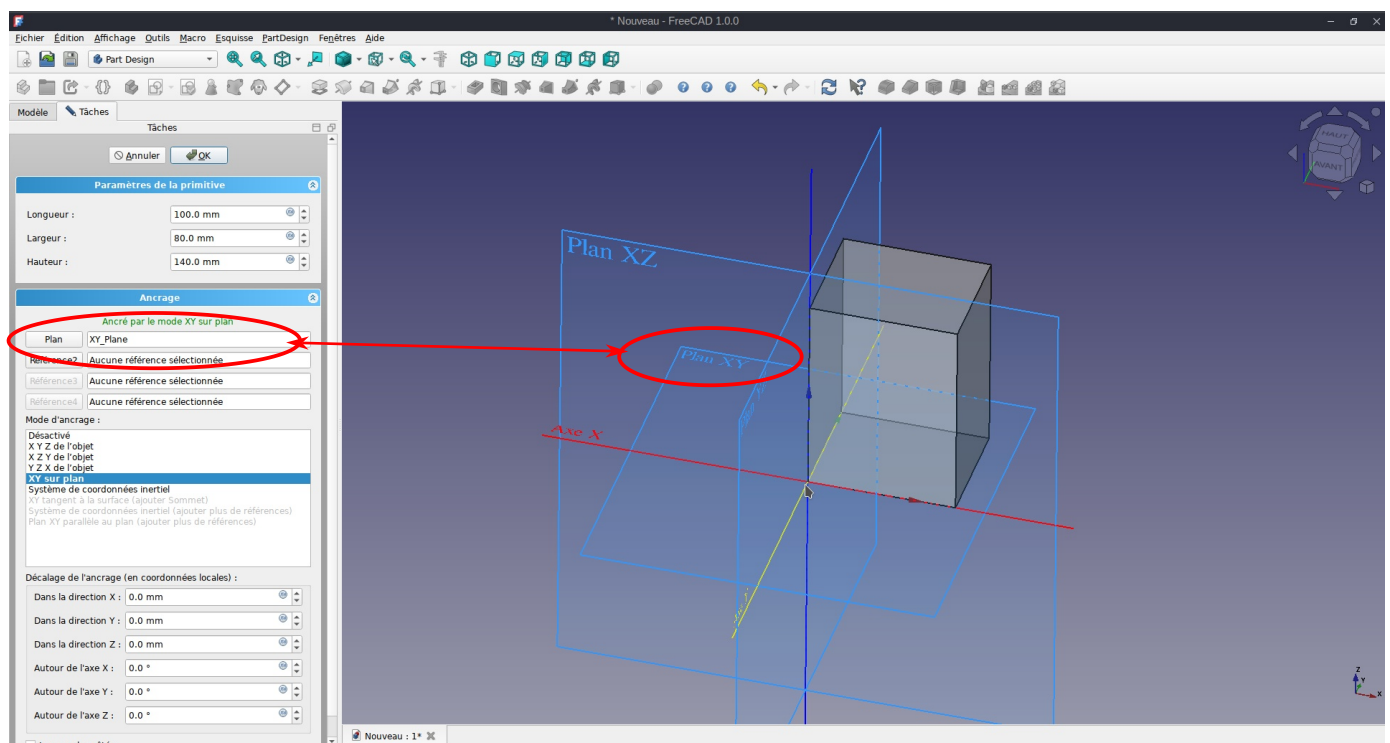 * Nouveau - FreeCAD 1.0.0
Fichier Édition Affichage Outils Macro Esquisse PartDesign Fenêtres Aide
Part Design
Modèle Tâches
Tâches
Annuler OK
Paramètres de la primitive
Longueur : 100.0 mm
Largeur : 80.0 mm
Hauteur : 140.0 mm
Ancrage
Ancré par le mode XY sur plan
Plan XY_Plane
Référence2 Aucune référence sélectionnée
Référence3 Aucune référence sélectionnée
Référence4 Aucune référence sélectionnée
Mode d'ancrage :
Désactivé
X Y Z de l'objet
X Z Y de l'objet
Y Z X de l'objet
XY sur plan
Système de coordonnées inertiel
XY tangent à la surface (ajouter Sommet)
Système de coordonnées inertiel (ajouter plus de références)
Plan XY parallèle au plan (ajouter plus de références)
Décalage de l'ancrage (en coordonnées locales) :
Dans la direction X : 0.0 mm
Dans la direction Y : 0.0 mm
Dans la direction Z : 0.0 mm
Autour de l'axe X : 0.0 °
Autour de l'axe Y : 0.0 °
Autour de l'axe Z : 0.0 °
Plan XZ
Plan XY
Axe X
HAUT
AVANT
Z
Y
X
Nouveau : 1*